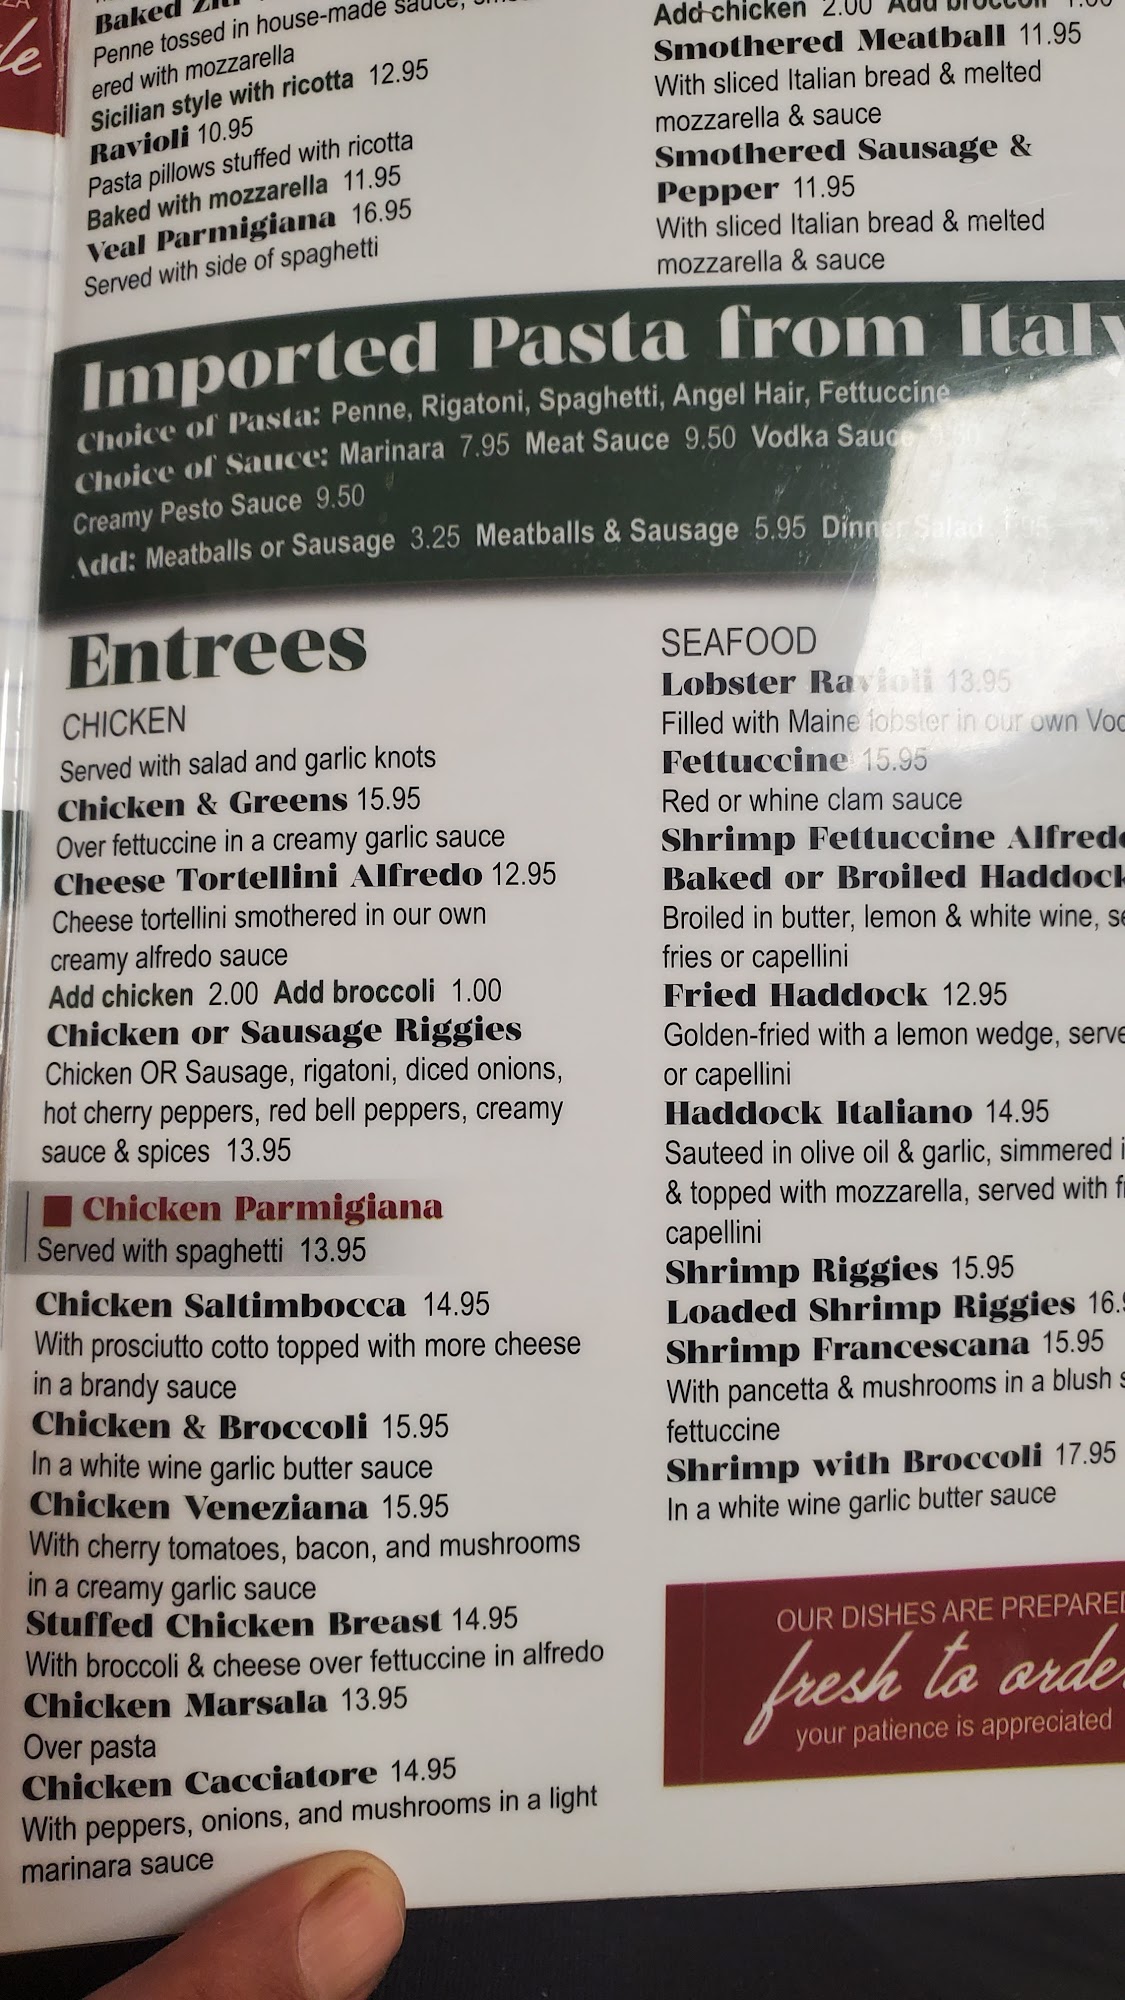 Baked
Penne tossed in house-made sauce,
ered with mozzarella
Sicilian style with ricotta 12.95
Ravioli 10.95
Pasta pillows stuffed with ricotta
Baked with mozzarella 11.95
Veal Parmigiana 16.95
Served with side of spaghetti
Add chicken 2.00 Add broccoli 1.00
Smothered Meatball 11.95
With sliced Italian bread & melted
mozzarella & sauce
Smothered Sausage &
Pepper 11.95
With sliced Italian bread & melted
mozzarella & sauce
Imported Pasta from Italy
Choice of Pasta: Penne, Rigatoni, Spaghetti, Angel Hair, Fettuccine
Choice of Sauce: Marinara 7.95 Meat Sauce 9.50 Vodka Sauce 9.50
Creamy Pesto Sauce 9.50
Add: Meatballs or Sausage 3.25 Meatballs & Sausage 5.95 Dinner Salad
Entrees
CHICKEN
Served with salad and garlic knots
Chicken & Greens 15.95
Over fettuccine in a creamy garlic sauce
Cheese Tortellini Alfredo 12.95
Cheese tortellini smothered in our own
creamy alfredo sauce
Add chicken 2.00 Add broccoli 1.00
Chicken or Sausage Riggies
Chicken OR Sausage, rigatoni, diced onions,
hot cherry peppers, red bell peppers, creamy
sauce & spices 13.95
Chicken Parmigiana
Served with spaghetti 13.95
Chicken Saltimbocca 14.95
With prosciutto cotto topped with more cheese
in a brandy sauce
Chicken & Broccoli 15.95
In a white wine garlic butter sauce
Chicken Veneziana 15.95
With cherry tomatoes, bacon, and mushrooms
in a creamy garlic sauce
Stuffed Chicken Breast 14.95
With broccoli & cheese over fettuccine in alfredo
Chicken Marsala 13.95
Over pasta
Chicken Cacciatore 14.95
With peppers, onions, and mushrooms in a light
marinara sauce
SEAFOOD
Lobster Ravioli 13.95
Filled with Maine lobster in our own
Fettuccine 15.95
Red or whine clam sauce
Shrimp Fettuccine Alfredo
Baked or Broiled Haddock
Broiled in butter, lemon & white wine,
fries or capellini
Fried Haddock 12.95
Golden-fried with a lemon wedge,
or capellini
Haddock Italiano 14.95
Sauteed in olive oil & garlic, simmered
& topped with mozzarella, served with
capellini
Shrimp Riggies 15.95
Loaded Shrimp Riggies
Shrimp Francescana 15.95
With pancetta & mushrooms in a blush
fettuccine
Shrimp with Broccoli 17.95
In a white wine garlic butter sauce
OUR DISHES ARE PREPARED
fresh to order
your patience is appreciated